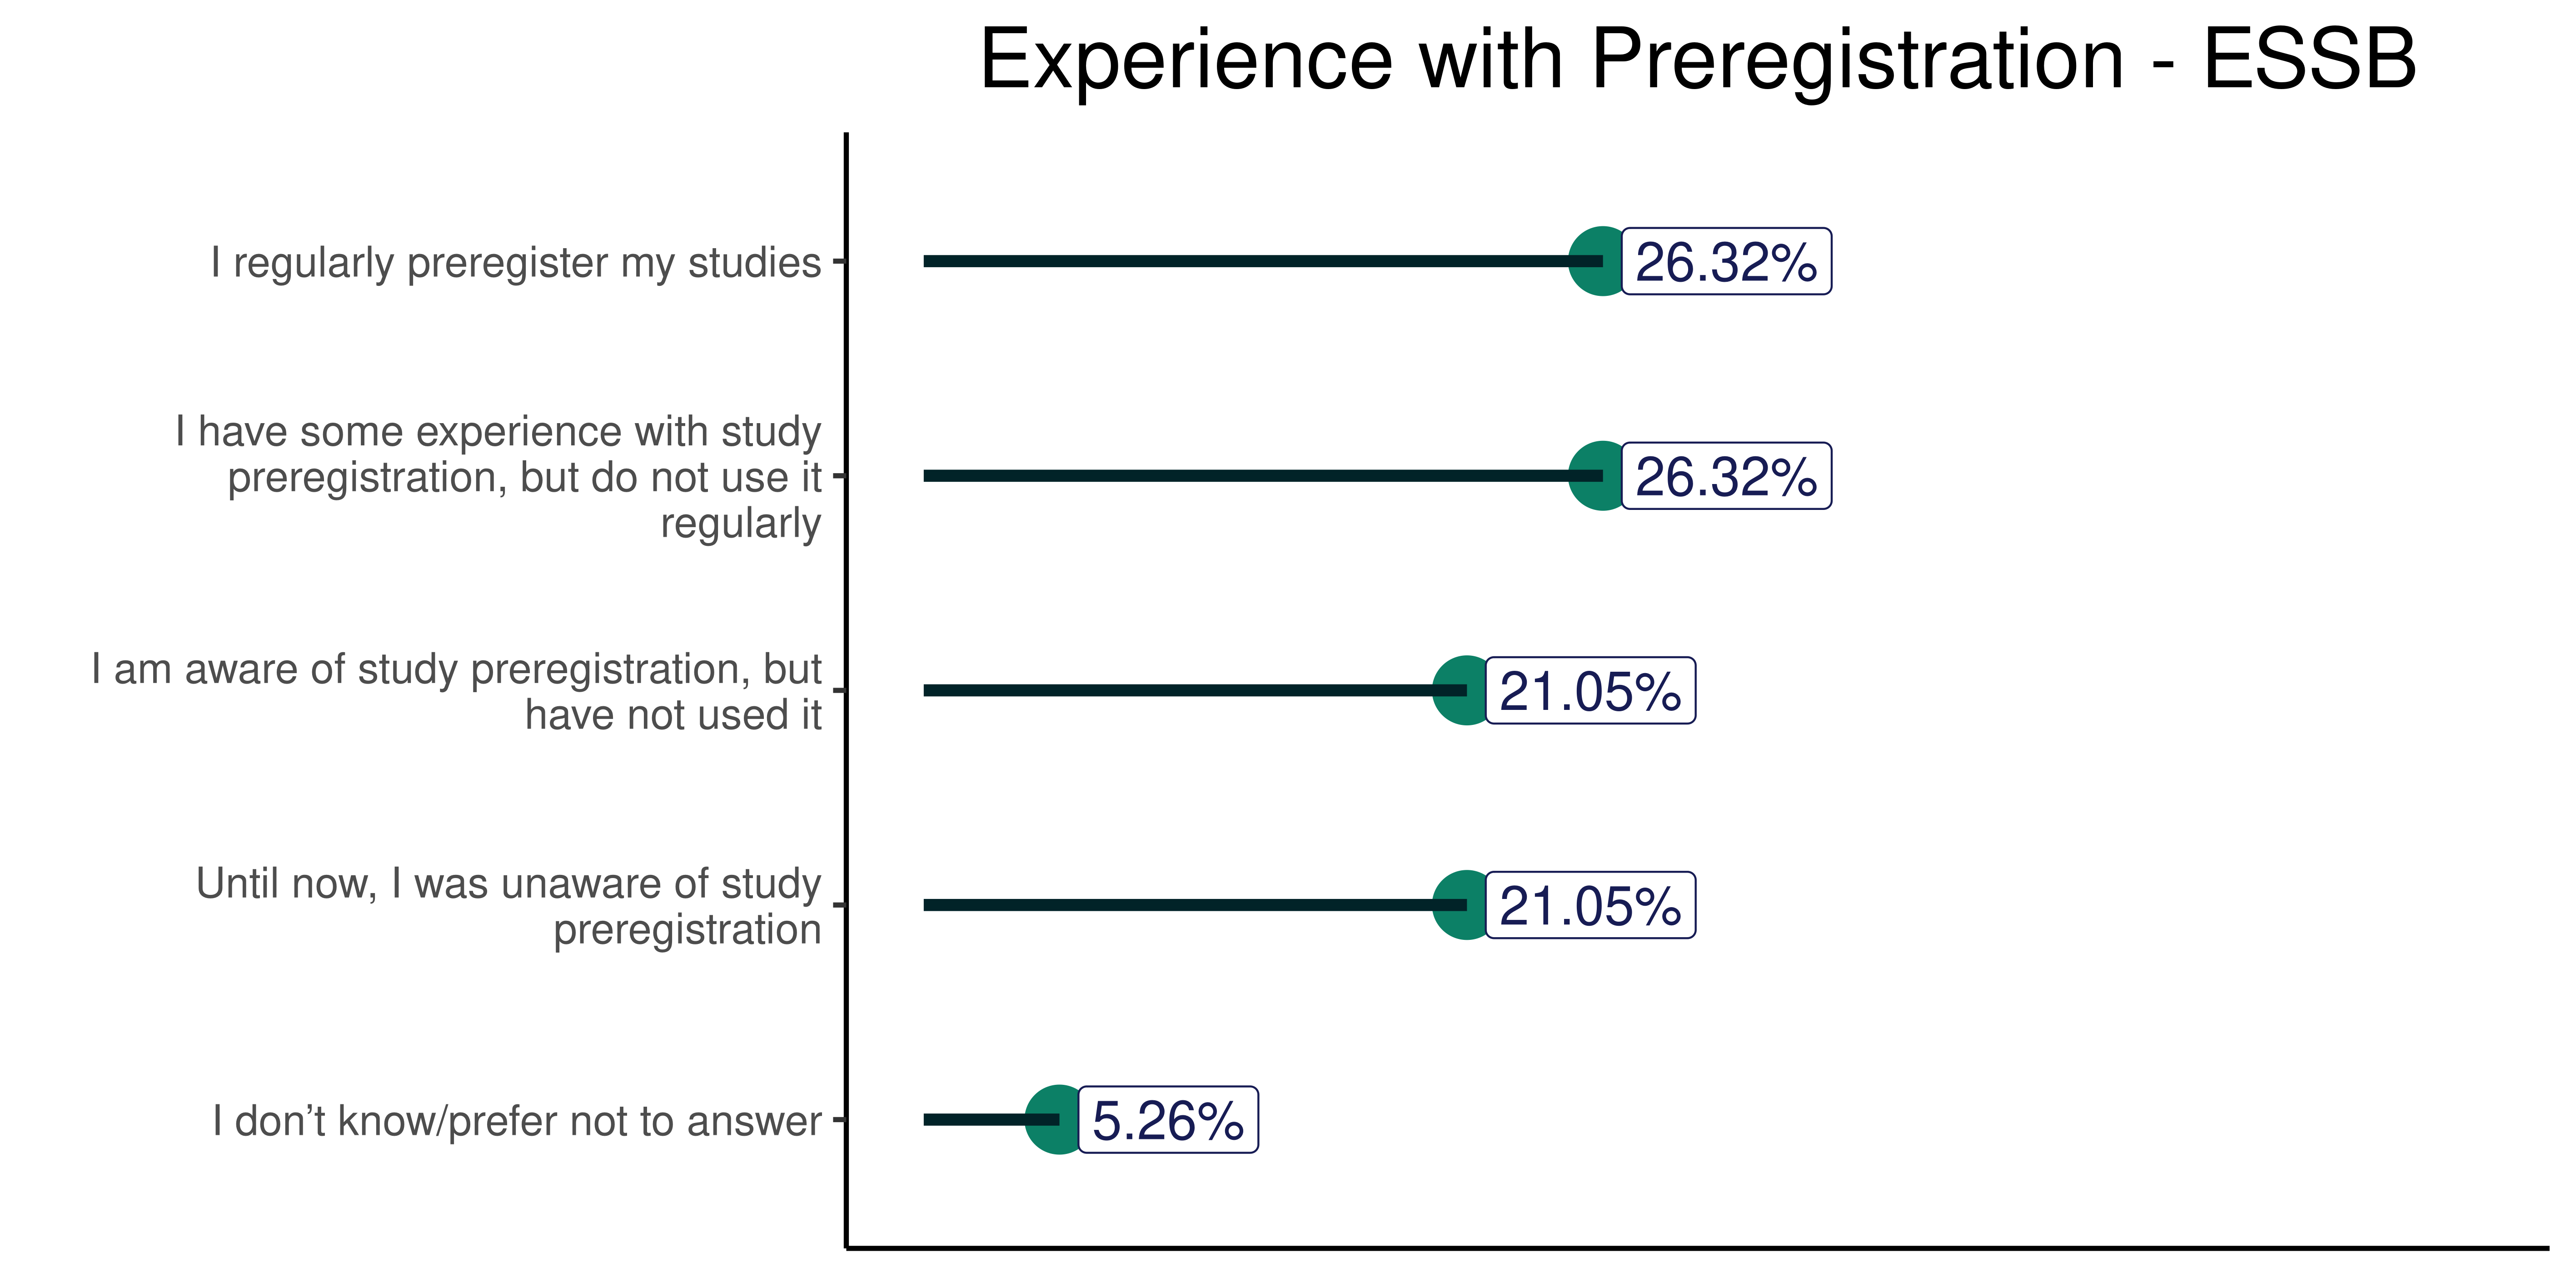 Experience with Preregistration - ESSB
I regularly preregister my studies
26.32%
I have some experience with study
preregistration, but do not use it
regularly
26.32%
I am aware of study preregistration, but
have not used it
21.05%
Until now, I was unaware of study
preregistration
21.05%
I don’t know/prefer not to answer
5.26%